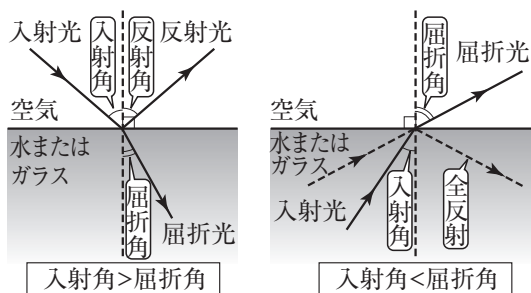 入射光
入射角
反射角
反射光
空気
水または
ガラス
屈折角
屈折光
入射角>屈折角
屈折角
屈折光
空気
水または
ガラス
入射光
入射角
全反射
入射角<屈折角